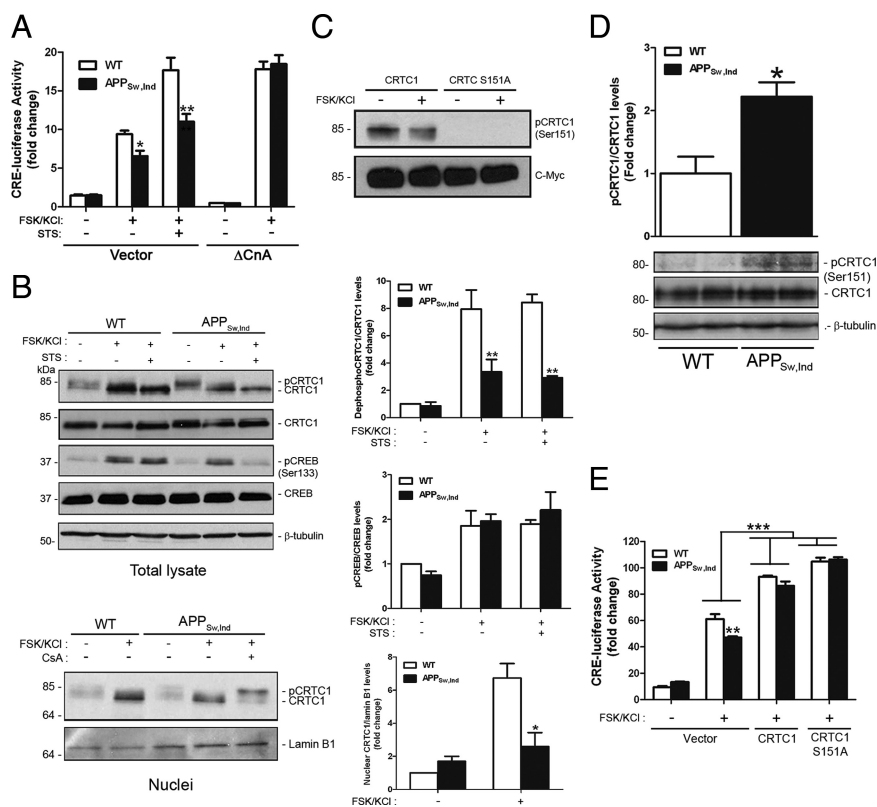 A
CRE-luciferase Activity
(fold change)
20
15
10
5
0
WT
APPSw,Ind
*
**
FSK/KCl: - + + - +
STS: - - + - -
Vector
ΔCnA
B
WT
APPSw,Ind
FSK/KCl : - + + - + +
STS : - - + - - +
kDa
85 -
- pCRTC1
- CRTC1
85 -
- CRTC1
37 -
- pCREB
(Ser133)
37 -
- CREB
50-
- β-tubulin
Total lysate
WT
APPSw,Ind
FSK/KCl : - + - + +
CsA : - - - - +
85 -
- pCRTC1
- CRTC1
64 -
64 -
- Lamin B1
Nuclei
DephosphoCRTC1/CRTC1 levels
(fold change)
10
8
6
4
2
0
WT
APPSw,Ind
**
**
FSK/KCl : - + +
STS : - - +
pCREB/CREB levels
(fold change)
3
2
1
0
WT
APPSw,Ind
FSK/KCl : - + +
STS : - - +
Nuclear CRTC1/lamin B1 levels
(fold change)
8
6
4
2
0
WT
APPSw,Ind
*
FSK/KCl : - +
C
CRTC1
CRTC S151A
FSK/KCl - + - +
85 -
pCRTC1
(Ser151)
85 -
C-Myc
D
pCRTC1/CRTC1 levels
(Fold change)
3
2
1
0
WT
APPSw,Ind
*
80-
- pCRTC1
(Ser151)
80-
- CRTC1
50-
.- β-tubulin
WT
APPSw,Ind
E
CRE-luciferase Activity
(fold change)
120
100
80
60
40
20
0
WT
APPSw,Ind
***
**
FSK/KCl : - + + +
Vector
CRTC1
CRTC1
S151A